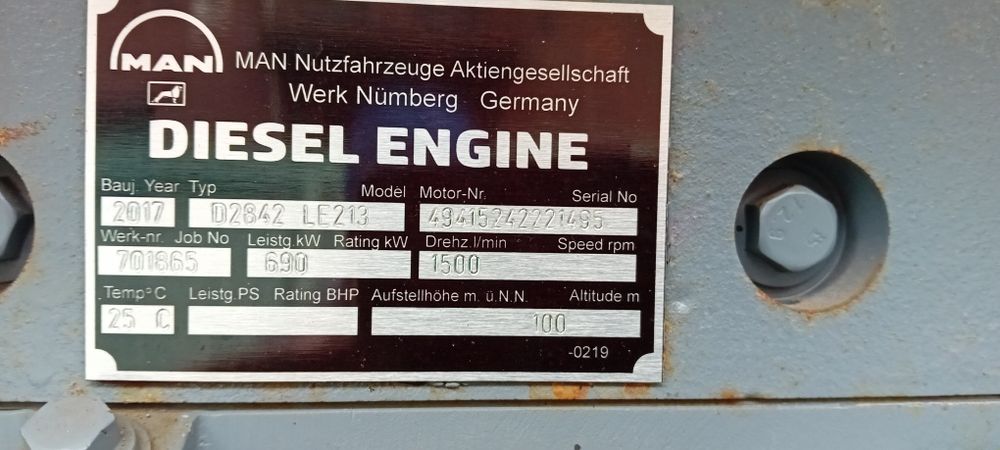 MAN
MAN Nutzfahrzeuge Aktiengesellschaft
Werk Nümberg Germany
DIESEL ENGINE
Bauj. Year Typ Model Motor-Nr. Serial No
2017 D2842 LE213 49415242221495
Werk-nr. Job No Leistg.kW Rating kW Drehz.l/min Speed rpm
701865 690 1500
Temp°C Leistg.PS Rating BHP Aufstellhöhe m. ü.N.N. Altitude m
25 C 100
-0219